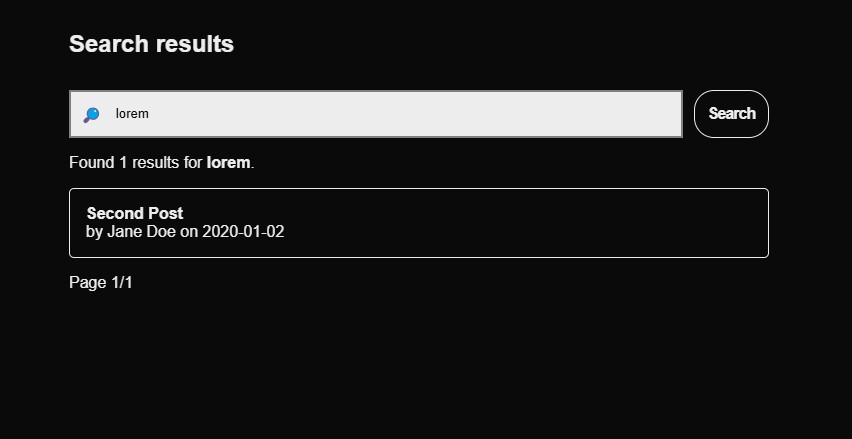 Search results
lorem
Search
Found 1 results for lorem.
Second Post
by Jane Doe on 2020-01-02
Page 1/1